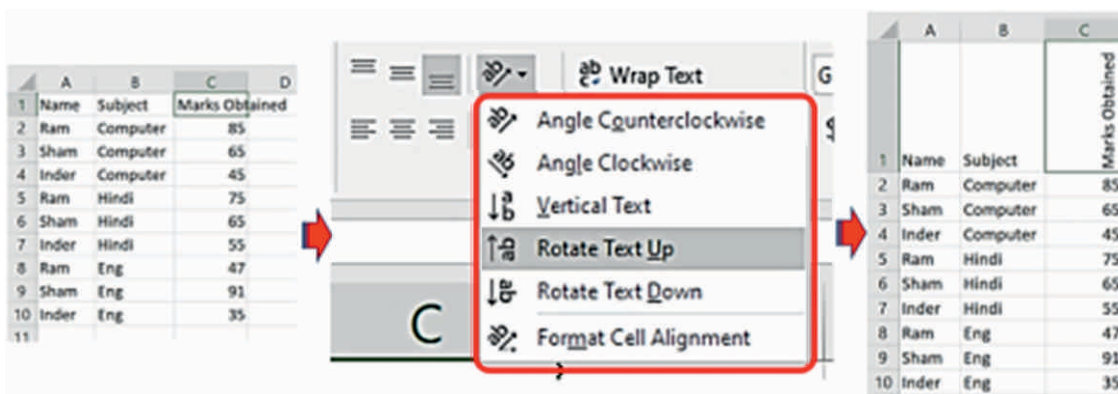 A B C D
1 Name Subject Marks Obtained
2 Ram Computer 85
3 Sham Computer 65
4 Inder Computer 45
5 Ram Hindi 75
6 Sham Hindi 65
7 Inder Hindi 55
8 Ram Eng 47
9 Sham Eng 91
10 Inder Eng 35
11
ab Wrap Text
G
Angle Counterclockwise
Angle Clockwise
Vertical Text
Rotate Text Up
Rotate Text Down
Format Cell Alignment
C
A B C
1 Name Subject Marks Obtained
2 Ram Computer 85
3 Sham Computer 65
4 Inder Computer 45
5 Ram Hindi 75
6 Sham Hindi 65
7 Inder Hindi 55
8 Ram Eng 47
9 Sham Eng 91
10 Inder Eng 35